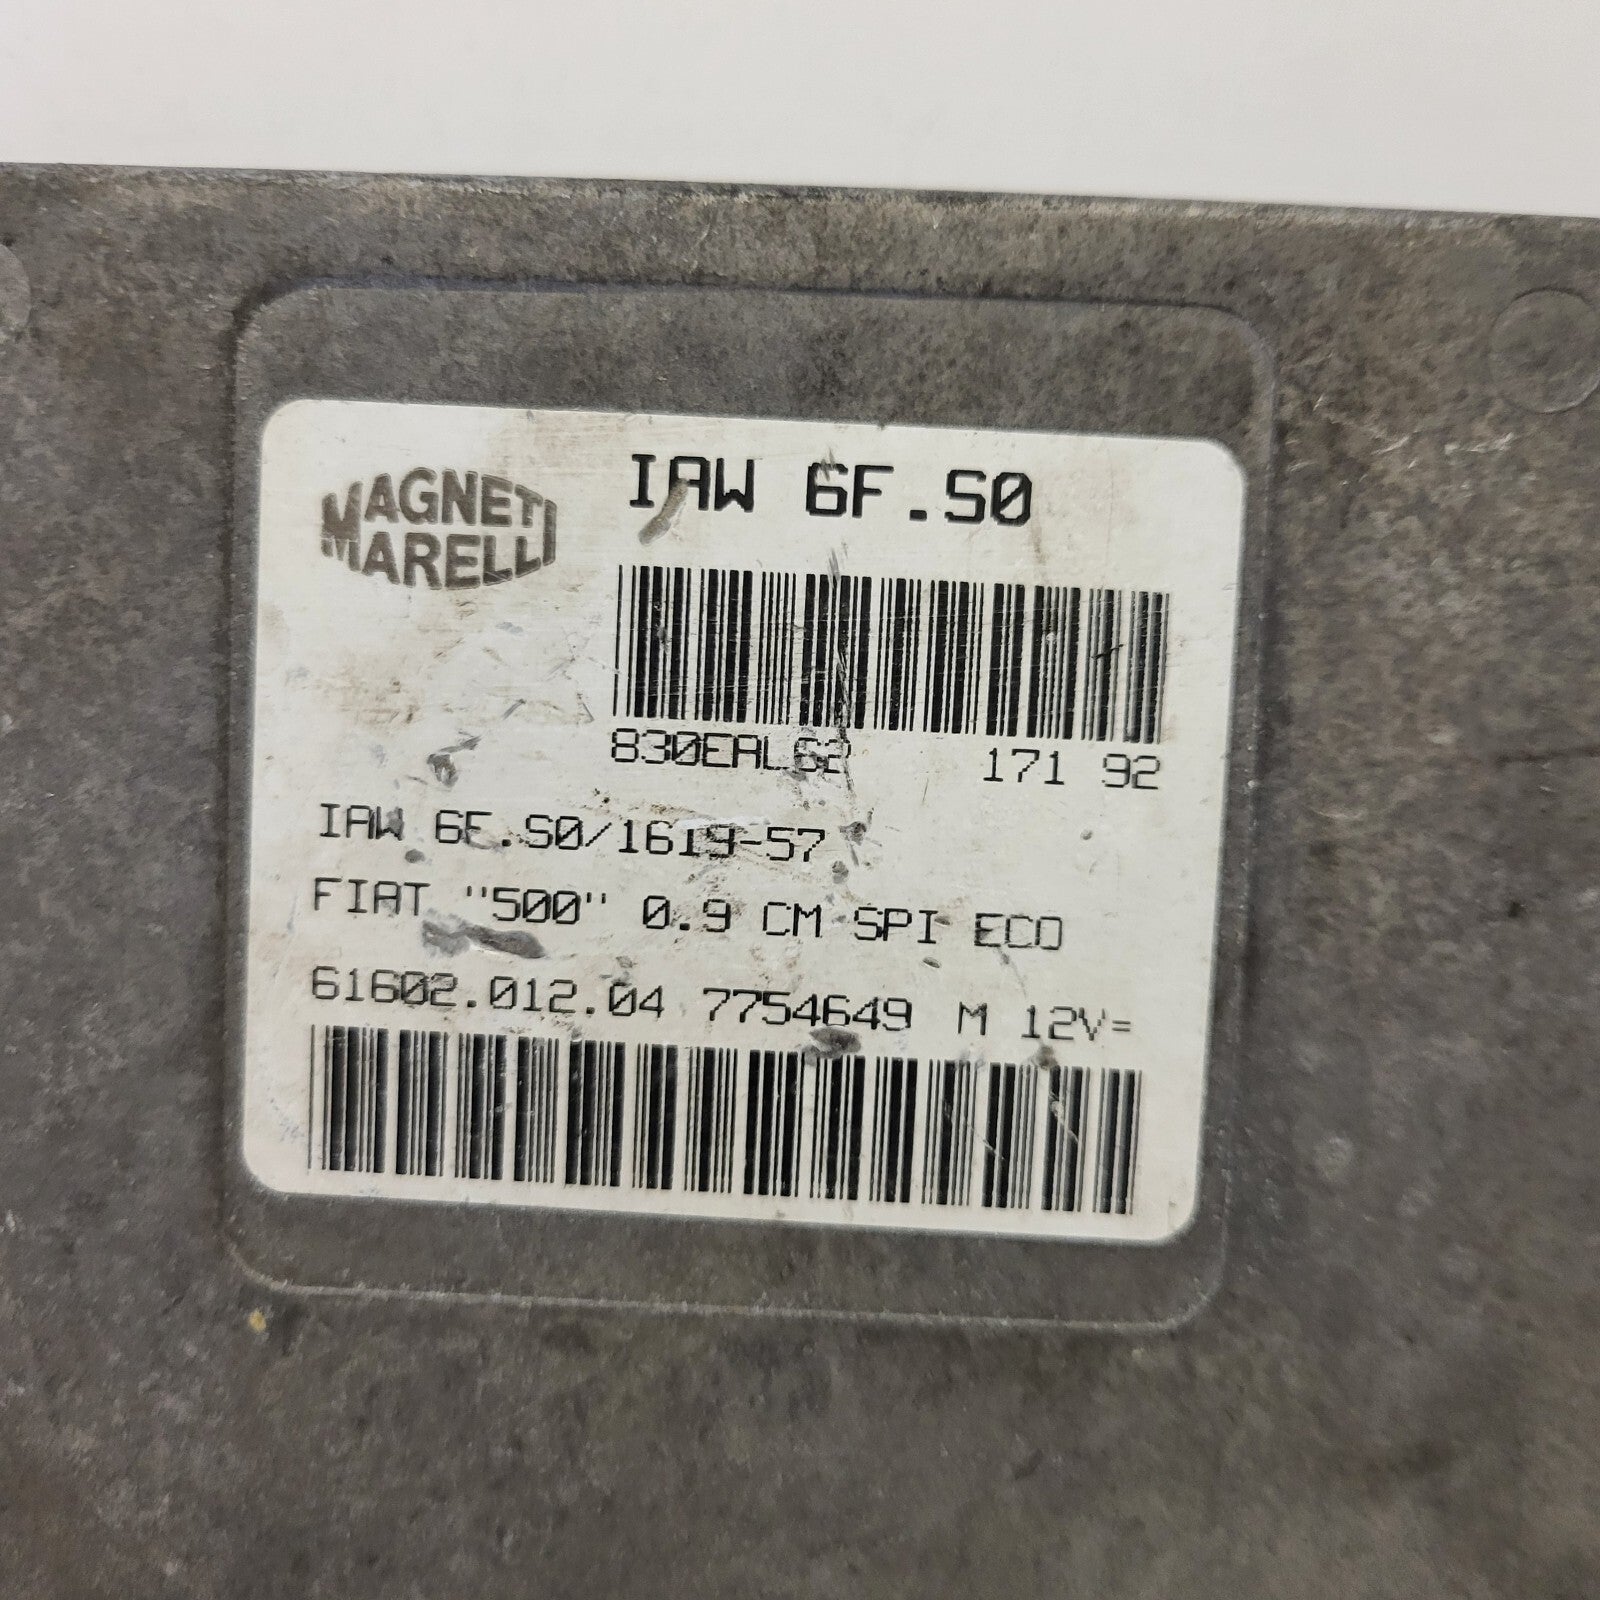 MAGNETI
MARELLI
IAW 6F.S0
830EAL62 171 92
IAW 6F.S0/1619-57
FIAT "500" 0.9 CM SPI ECO
61602.012.04 7754649 M 12V=